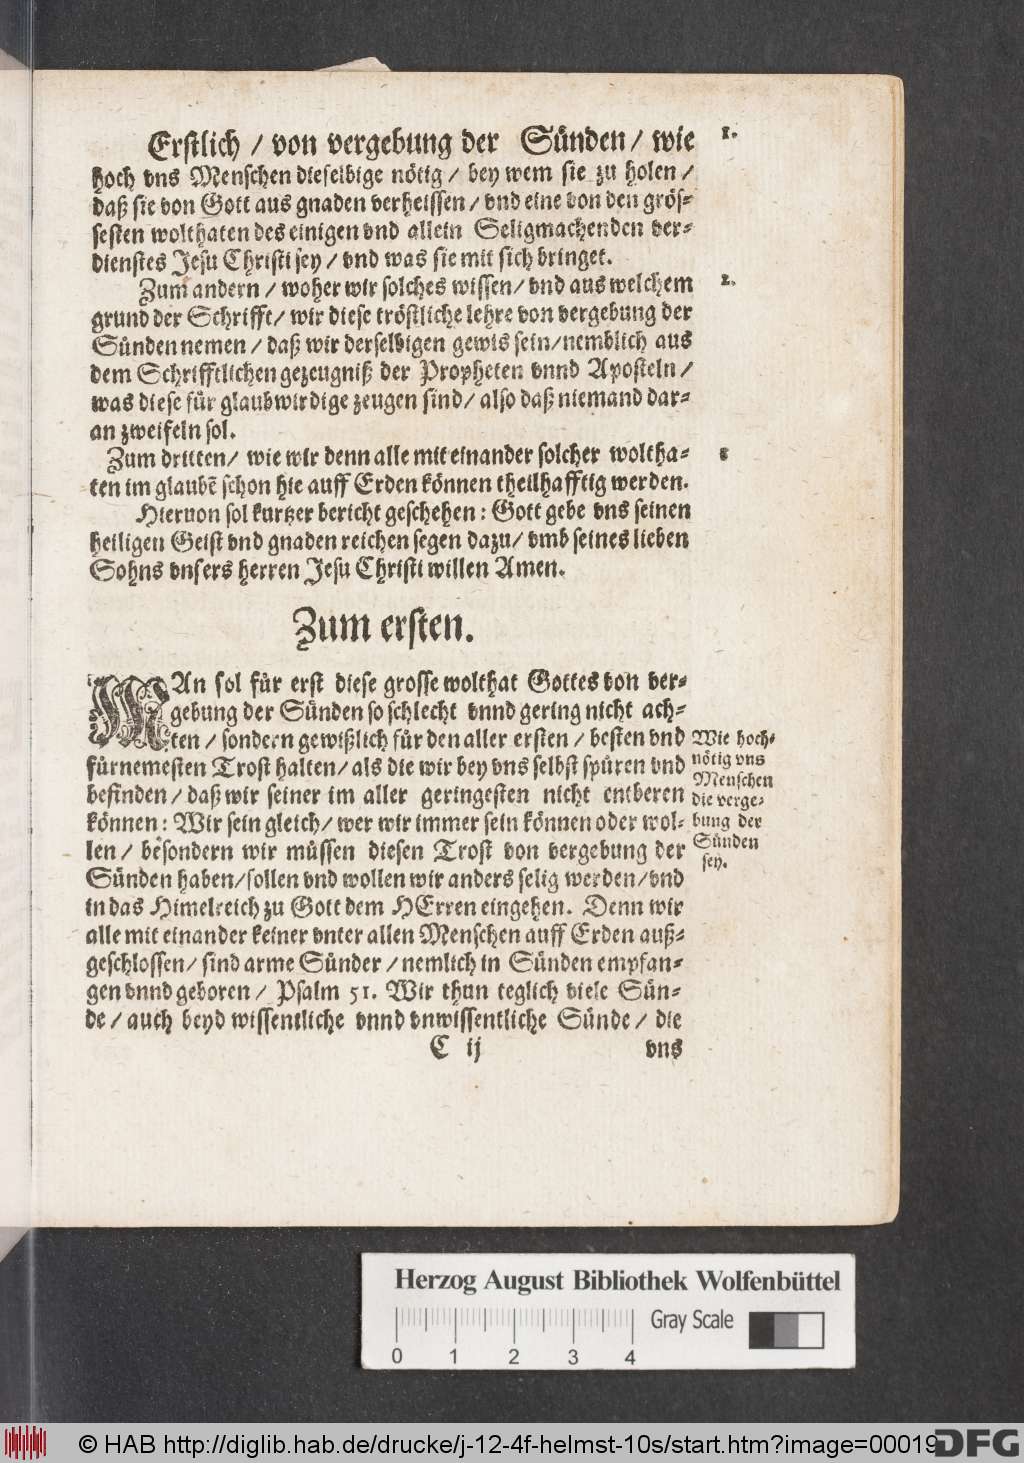 Erstlich / von vergebung der Sünden / wie
1.
hoch vns Menschen dieselbige nötig / bey wem sie zu holen /
daß sie von Gott aus gnaden verheissen / vnd eine von den grös-
sesten wolthaten des einigen vnd allein Seligmachenden ver-
dienstes Jesu Christi sey / vnd was sie mit sich bringet.
Zum andern / woher wir solches wissen / vnd aus welchem
2.
grund der Schrifft / wir diese tröstliche lehre von vergebung der
Sünden nemen / daß wir derselbigen gewis sein / nemblich aus
dem Schrifftlichen gezeugniß der Propheten vnnd Aposteln /
was diese für glaubwirdige zeugen sind / also daß niemand dar-
an zweifeln sol.
Zum dritten / wie wir denn alle mit einander solcher woltha-
ten im glaubē schon hie auff Erden können theilhafftig werden.
Hieruon sol kurtzer bericht geschehen: Gott gebe vns seinen
heiligen Geist vnd gnaden reichen segen dazu / vmb seines lieben
Sohns vnsers herren Jesu Christi willen Amen.
Zum ersten.
MAn sol für erst diese grosse wolthat Gottes von ver-
gebung der Sünden so schlecht vnnd gering nicht ach-
ten / sondern gewißlich für den aller ersten / besten vnd
fürnemesten Trost halten / als die wir bey vns selbst spüren vnd
befinden / daß wir seiner im aller geringesten nicht entberen
können: Wir sein gleich / wer wir immer sein können oder wol-
len / besondern wir müssen diesen Trost von vergebung der
Sünden haben / sollen vnd wollen wir anders selig werden / vnd
in das Himelreich zu Gott dem HErren eingehen. Denn wir
alle mit einander keiner vnter allen Menschen auff Erden auß-
geschlossen / sind arme Sünder / nemlich in Sünden empfan-
gen vnnd geboren / Psalm 51. Wir thun teglich viele Sün-
de / auch beyd wissentliche vnnd vnwissentliche Sünde / die
Wie hoch-
nötig vns
Menschen
die verge-
bung der
Sünden
sey.
C ij
vns
Herzog August Bibliothek Wolfenbüttel
Gray Scale
0 1 2 3 4
© HAB http://diglib.hab.de/drucke/j-12-4f-helmst-10s/start.htm?image=00019
DFG